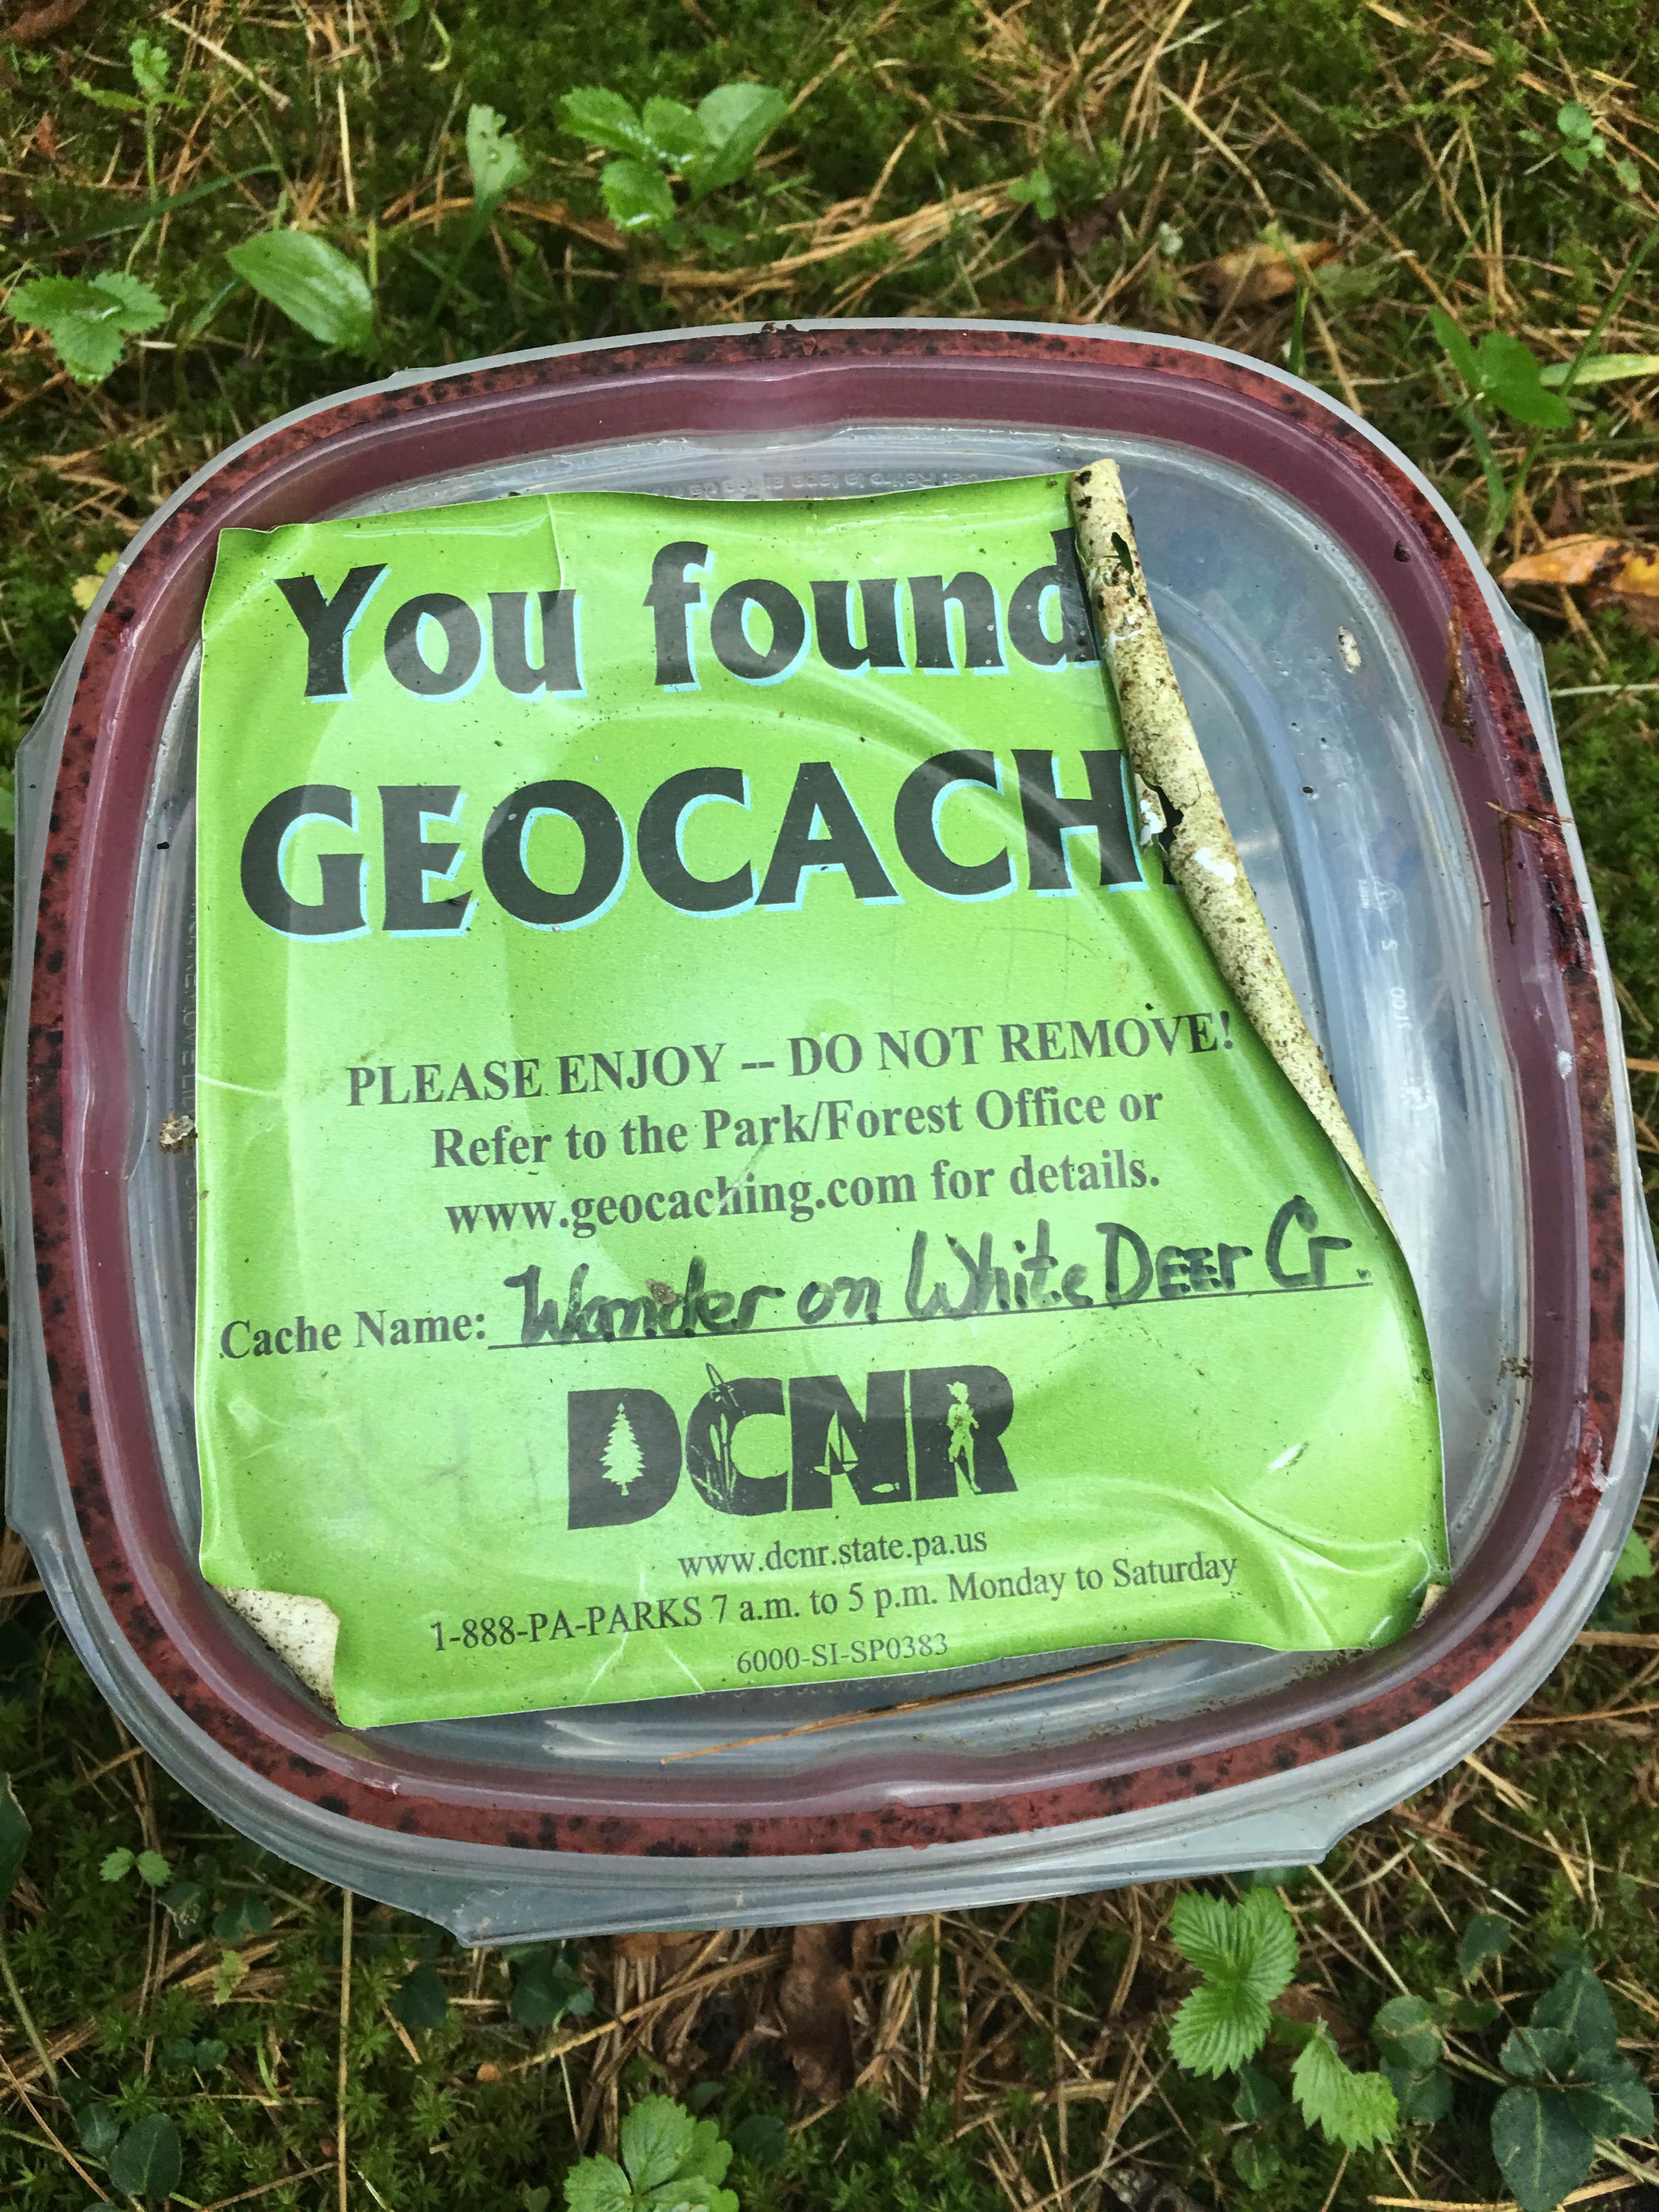 You found
GEOCACH
PLEASE ENJOY -- DO NOT REMOVE!
Refer to the Park/Forest Office or
www.geocaching.com for details.
Cache Name: Wander on White DEEr Cr.
DCNR
www.dcnr.state.pa.us
1-888-PA-PARKS 7 a.m. to 5 p.m. Monday to Saturday
6000-SI-SP0383